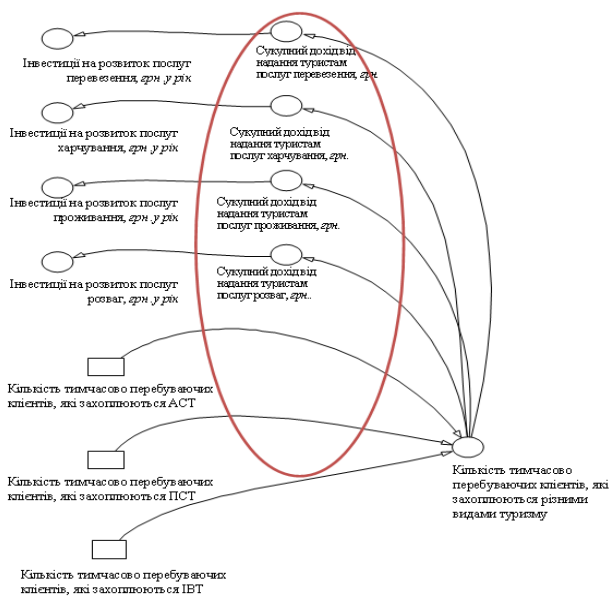 Інвестиції на розвиток послуг
перевезення, грн .у рік
Сукупний дохід від
надання туристам
послуг перевезення, грн.
Інвестиції на розвиток послуг
харчування, грн .у рік
Сукупний дохід від
надання туристам
послуг харчування, грн.
Інвестиції на розвиток послуг
проживання, грн .у рік
Сукупний дохід від
надання туристам
послуг проживання, грн.
Інвестиції на розвиток послуг
розваг, грн .у рік
Сукупний дохід від
надання туристам
послуг розваг, грн..
Кількість тимчасово перебуваючих
клієнтів, які захоплюються АСТ
Кількість тимчасово перебуваючих
клієнтів, які захоплюються ПСТ
Кількість тимчасово
перебуваючих клієнтів, які
захоплюються різними
видами туризму
Кількість тимчасово перебуваючих
клієнтів, які захоплюються ІВТ